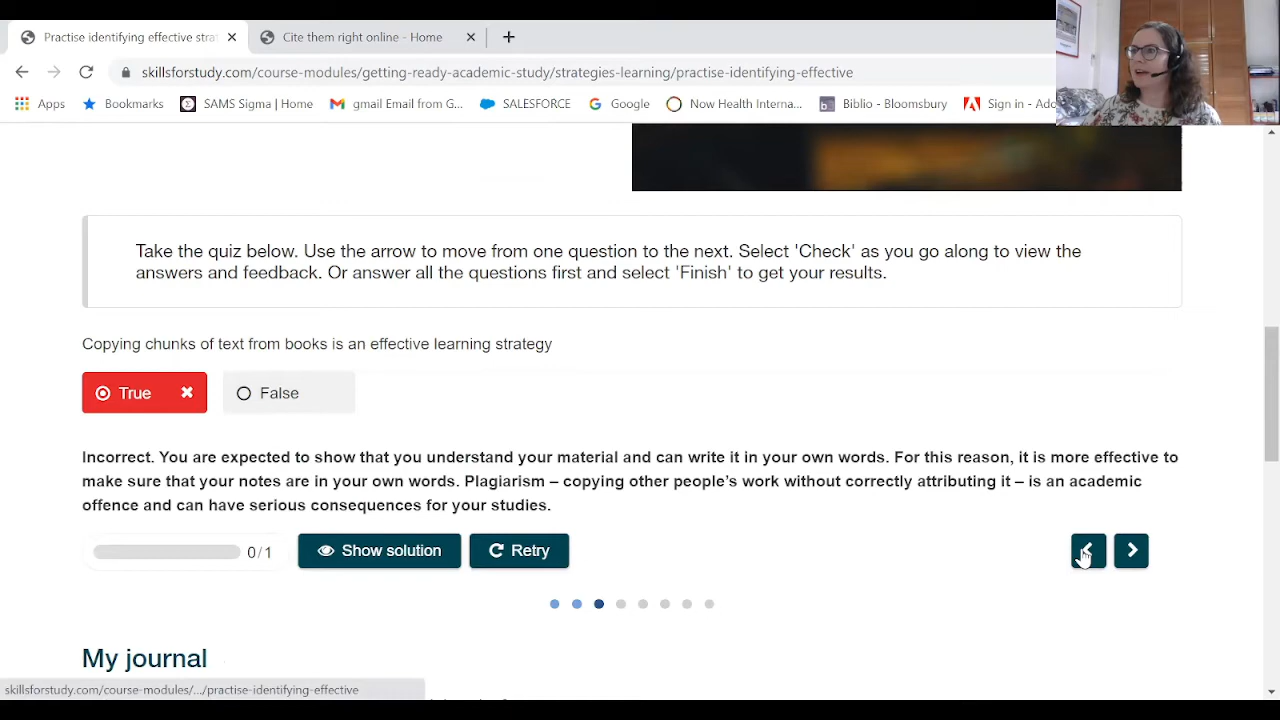 Practise identifying effective stra
Cite them right online - Home
skillsforstudy.com/course-modules/getting-ready-academic-study/strategies-learning/practise-identifying-effective
Apps Bookmarks SAMS Sigma | Home gmail Email from G... SALESFORCE Google Now Health Interna... Biblio - Bloomsbury Sign in - Ado
Take the quiz below. Use the arrow to move from one question to the next. Select 'Check' as you go along to view the
answers and feedback. Or answer all the questions first and select 'Finish' to get your results.
Copying chunks of text from books is an effective learning strategy
True False
Incorrect. You are expected to show that you understand your material and can write it in your own words. For this reason, it is more effective to
make sure that your notes are in your own words. Plagiarism – copying other people's work without correctly attributing it – is an academic
offence and can have serious consequences for your studies.
0/1 Show solution Retry
My journal
skillsforstudy.com/course-modules/.../practise-identifying-effective